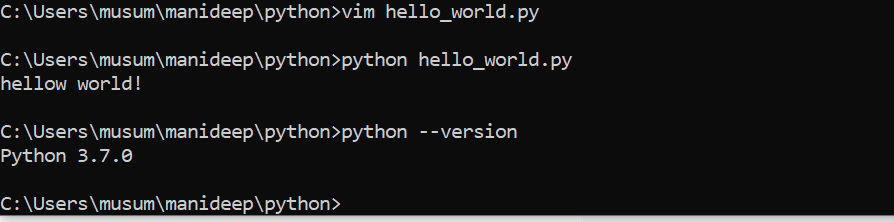 C:\Users\musum\manideep\python>vim hello_world.py
C:\Users\musum\manideep\python>python hello_world.py
hellow world!
C:\Users\musum\manideep\python>python --version
Python 3.7.0
C:\Users\musum\manideep\python>